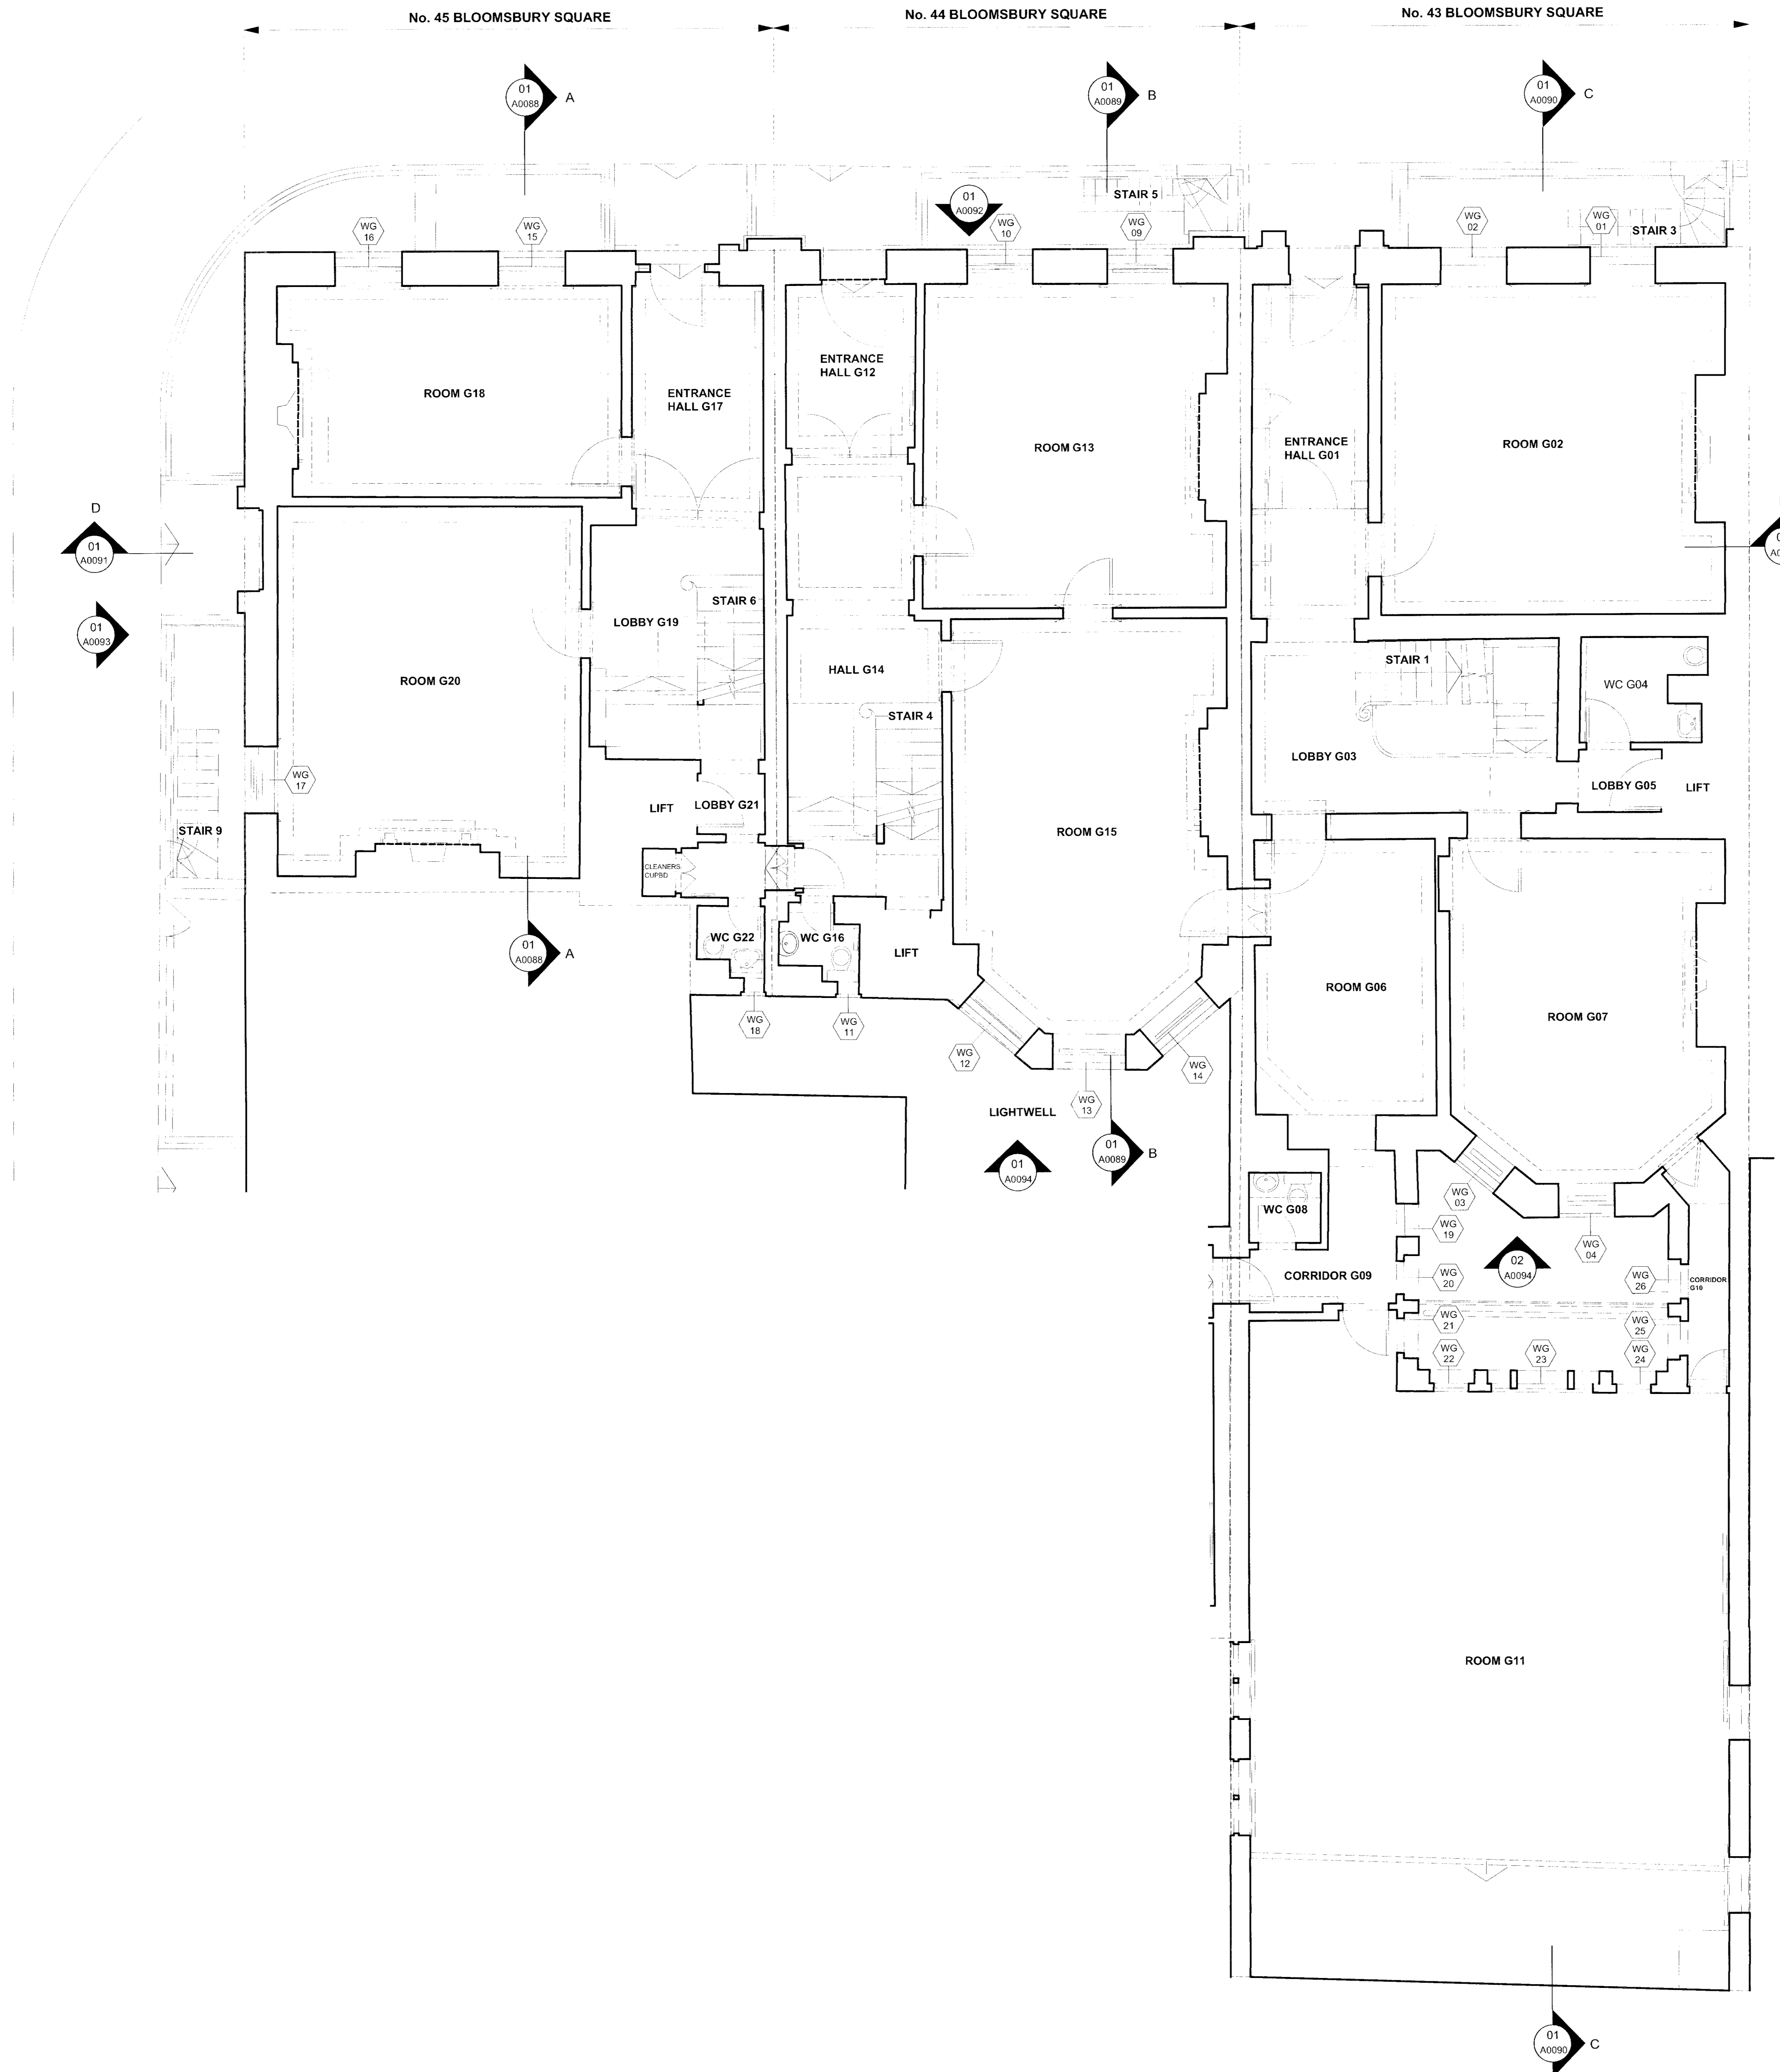 No. 45 BLOOMSBURY SQUARE
No. 44 BLOOMSBURY SQUARE
No. 43 BLOOMSBURY SQUARE
01
A0088
A
01
A0089
B
01
A0090
C
STAIR 5
01
A0092
WG
16
WG
15
WG
10
WG
09
WG
02
WG
01
STAIR 3
ENTRANCE
HALL G12
ROOM G18
ENTRANCE
HALL G17
ROOM G13
ENTRANCE
HALL G01
ROOM G02
D
01
A0091
01
A0093
STAIR 6
LOBBY G19
ROOM G20
HALL G14
STAIR 4
STAIR 1
WC G04
LOBBY G03
LOBBY G05
LIFT
WG
17
LIFT
LOBBY G21
STAIR 9
ROOM G15
CLEANERS
CUPBD
WC G22
WC G16
LIFT
01
A0088
A
ROOM G06
ROOM G07
WG
18
WG
11
WG
12
WG
13
WG
14
LIGHTWELL
01
A0094
01
A0089
B
WC G08
WG
03
WG
19
WG
04
CORRIDOR G09
WG
20
02
A0094
WG
26
CORRIDOR
G10
WG
21
WG
25
WG
22
WG
23
WG
24
ROOM G11
01
A0090
C